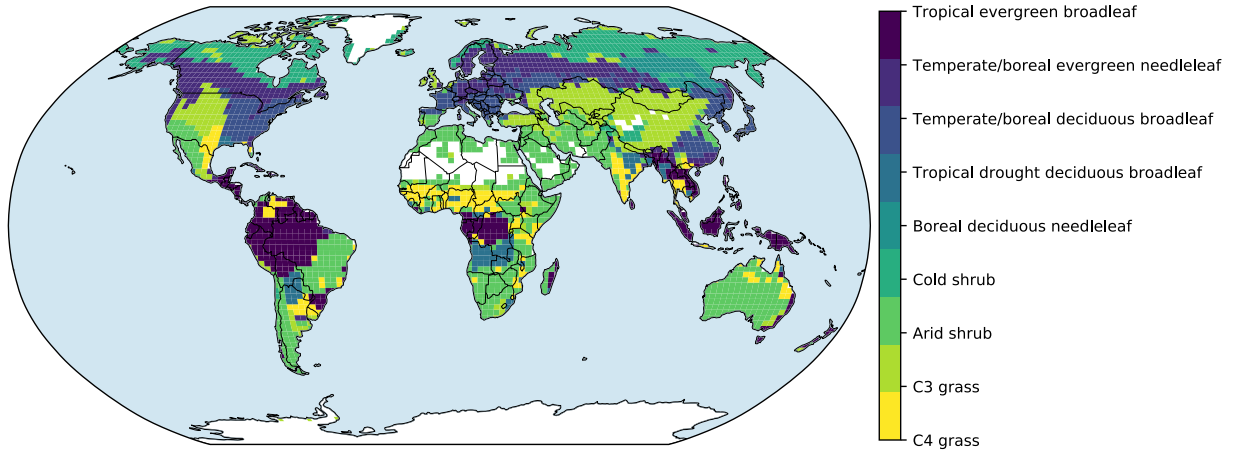 Tropical evergreen broadleaf
Temperate/boreal evergreen needleleaf
Temperate/boreal deciduous broadleaf
Tropical drought deciduous broadleaf
Boreal deciduous needleleaf
Cold shrub
Arid shrub
C3 grass
C4 grass